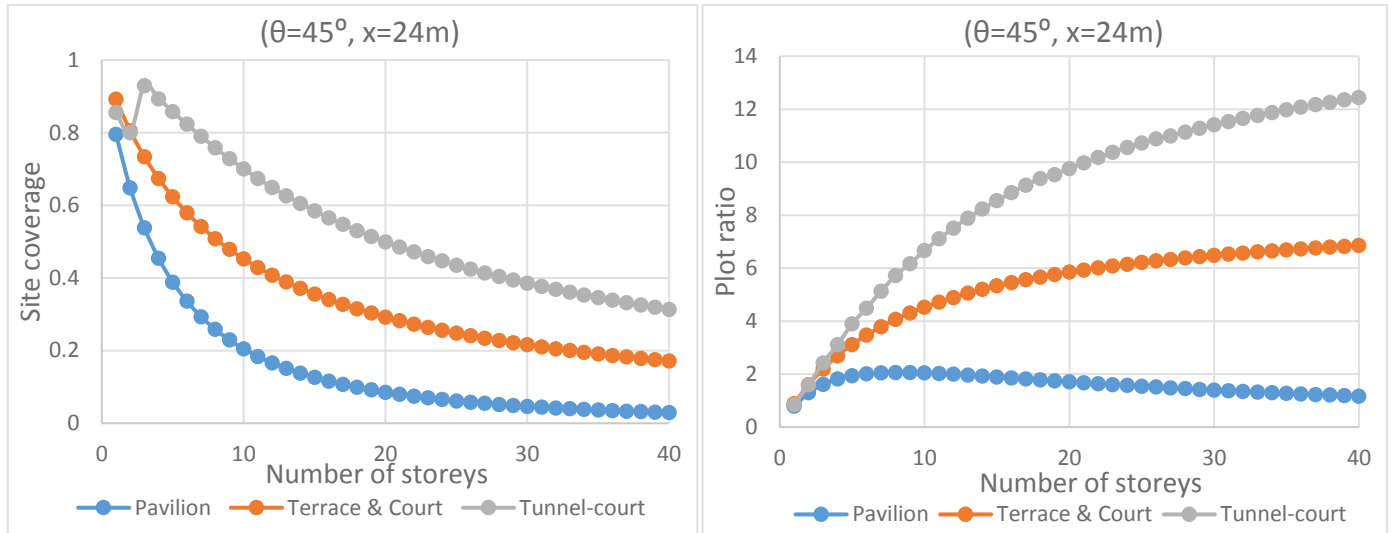 (θ=45⁰, x=24m)
1
0.8
0.6
0.4
0.2
0
Site coverage
0 10 20 30 40
Number of storeys
Pavilion Terrace & Court Tunnel-court
(θ=45⁰, x=24m)
14
12
10
8
6
4
2
0
Plot ratio
0 10 20 30 40
Number of storeys
Pavilion Terrace & Court Tunnel-court